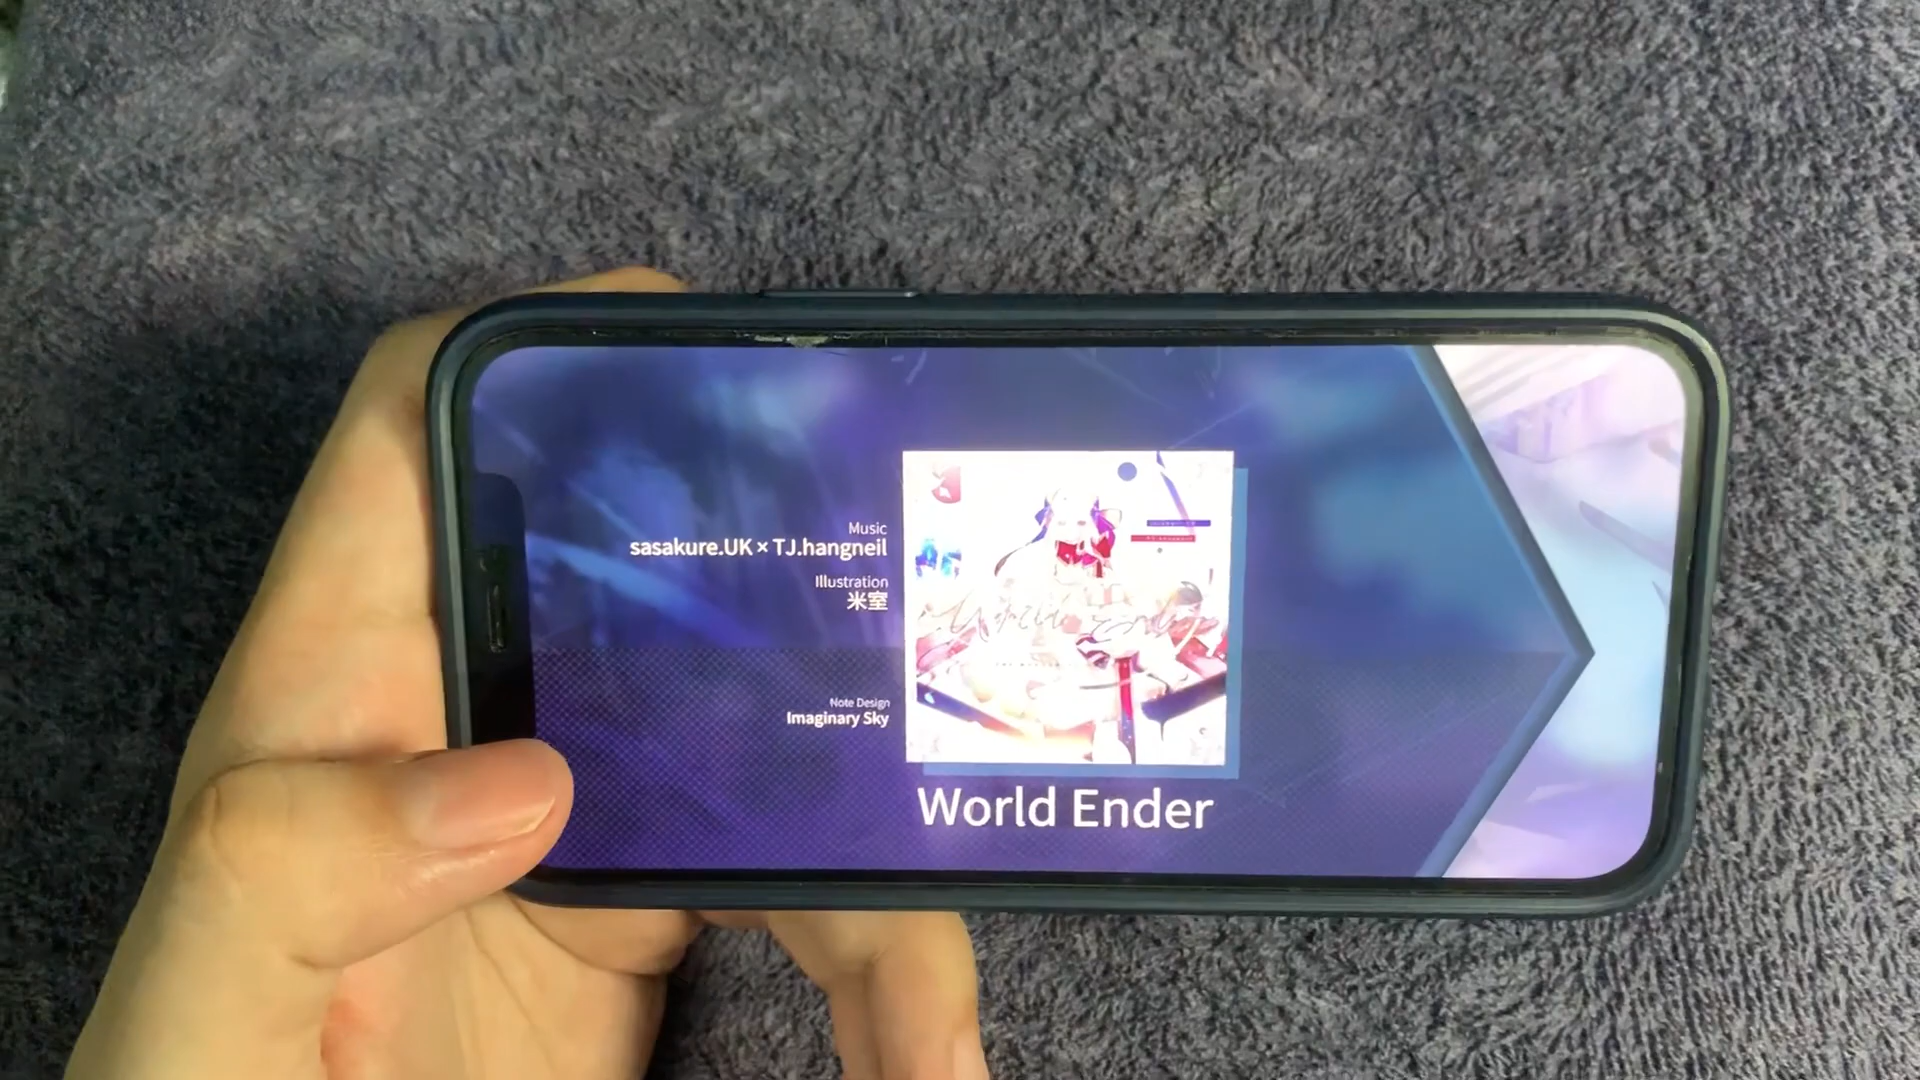 Music
sasakure.UK × TJ.hangneil
Illustration
米室
Note Design
Imaginary Sky
World Ender